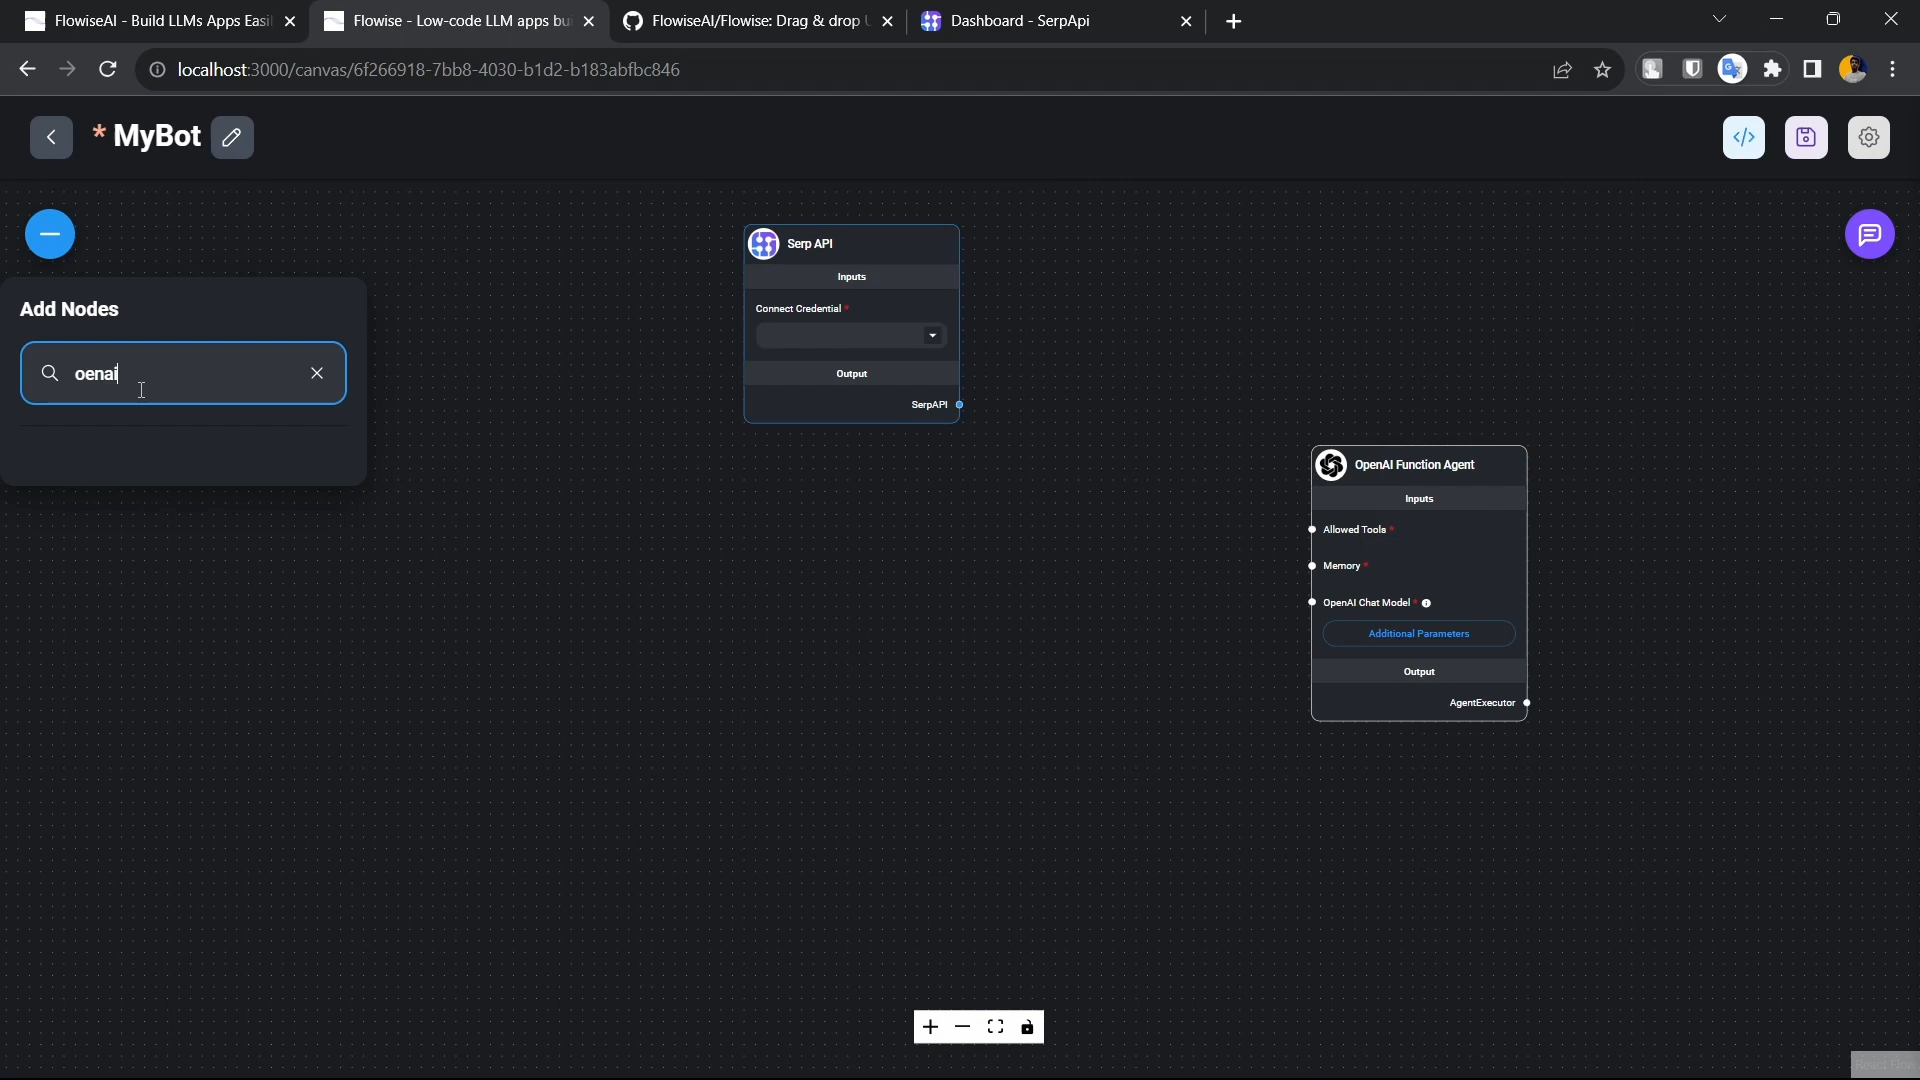 FlowiseAI - Build LLMs Apps Easil
Flowise - Low-code LLM apps bu
FlowiseAI/Flowise: Drag & drop U
Dashboard - SerpApi
localhost:3000/canvas/6f266918-7bb8-4030-b1d2-b183abfbc846
* MyBot
Add Nodes
oenai
Serp API
Inputs
Connect Credential *
Output
SerpAPI
OpenAI Function Agent
Inputs
Allowed Tools *
Memory *
OpenAI Chat Model *
Additional Parameters
Output
AgentExecutor
React Flow